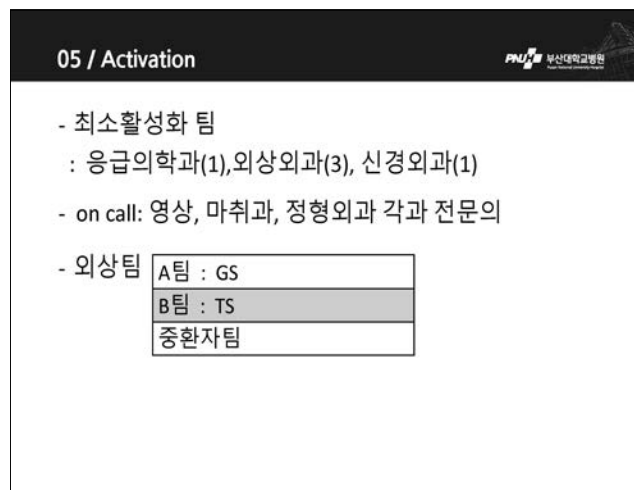 05 / Activation
PNUH 부산대학교병원
- 최소활성화 팀
: 응급의학과(1),외상외과(3), 신경외과(1)
- on call: 영상, 마취과, 정형외과 각과 전문의
- 외상팀
A팀 : GS
B팀 : TS
중환자팀